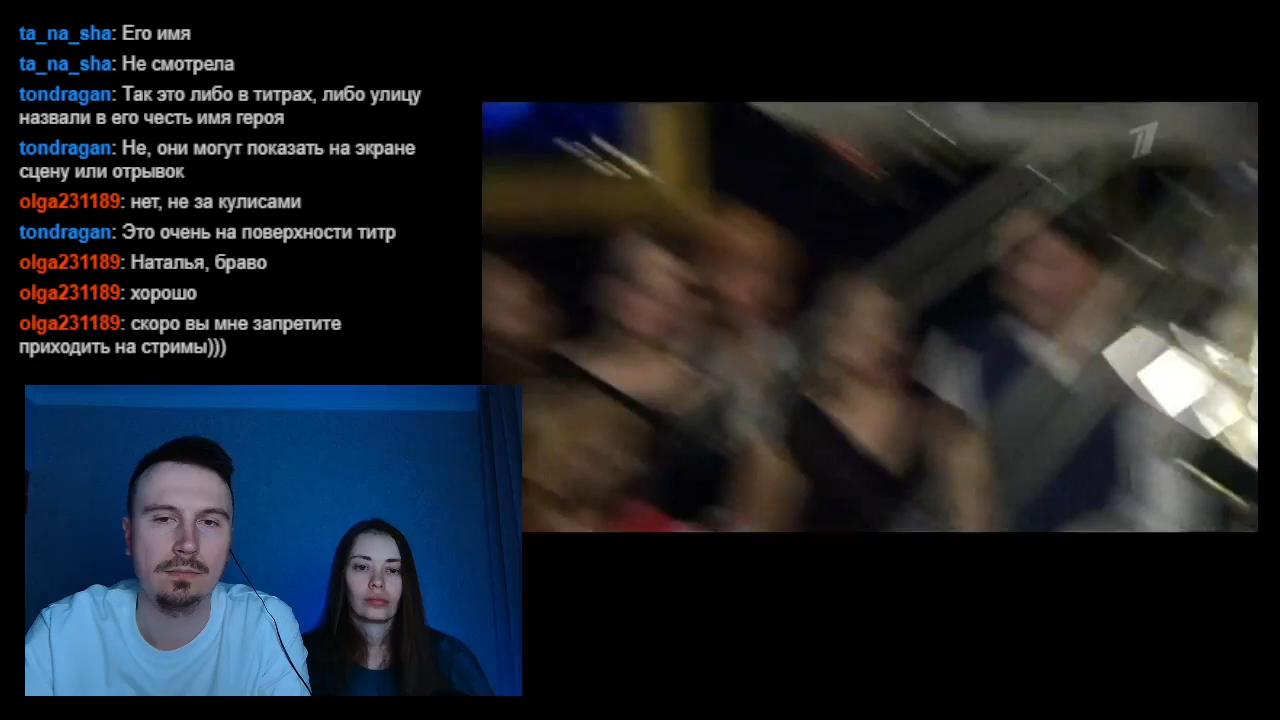 ta_na_sha: Его имя
ta_na_sha: Не смотрела
tondragan: Так это либо в титрах, либо улицу
назвали в его честь имя героя
tondragan: Не, они могут показать на экране
сцену или отрывок
olga231189: нет, не за кулисами
tondragan: Это очень на поверхности титр
olga231189: Наталья, браво
olga231189: хорошо
olga231189: скоро вы мне запретите
приходить на стримы)))
1